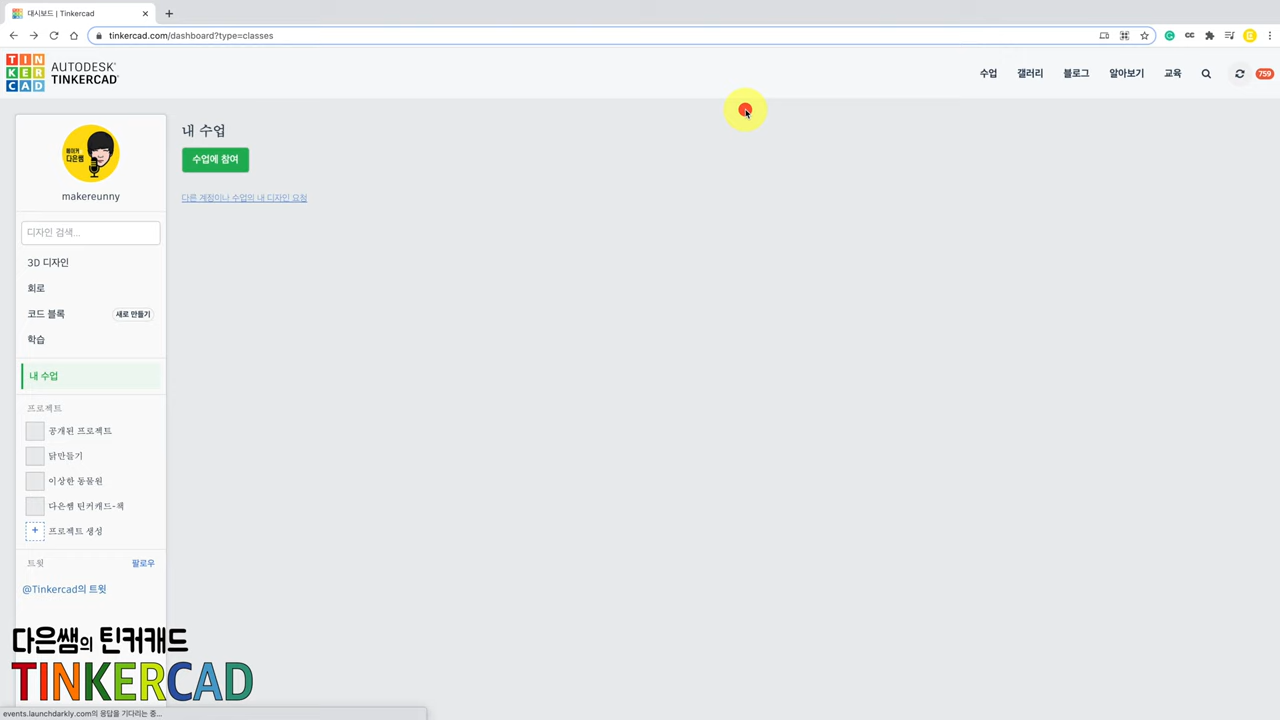 대시보드 | Tinkercad
tinkercad.com/dashboard?type=classes
TINKERCAD
AUTODESK
TINKERCAD
수업 갤러리 블로그 알아보기 교육 759
메이커
다은쌤
makereunny
디자인 검색...
3D 디자인
회로
코드 블록 새로 만들기
학습
내 수업
프로젝트
공개된 프로젝트
닭만들기
이상한 동물원
다은쌤 틴커캐드-책
+ 프로젝트 생성
트윗 팔로우
@Tinkercad의 트윗
내 수업
수업에 참여
다른 계정이나 수업의 내 디자인 요청
다은쌤의 틴커캐드
TINKERCAD
events.launchdarkly.com의 응답을 기다리는 중...